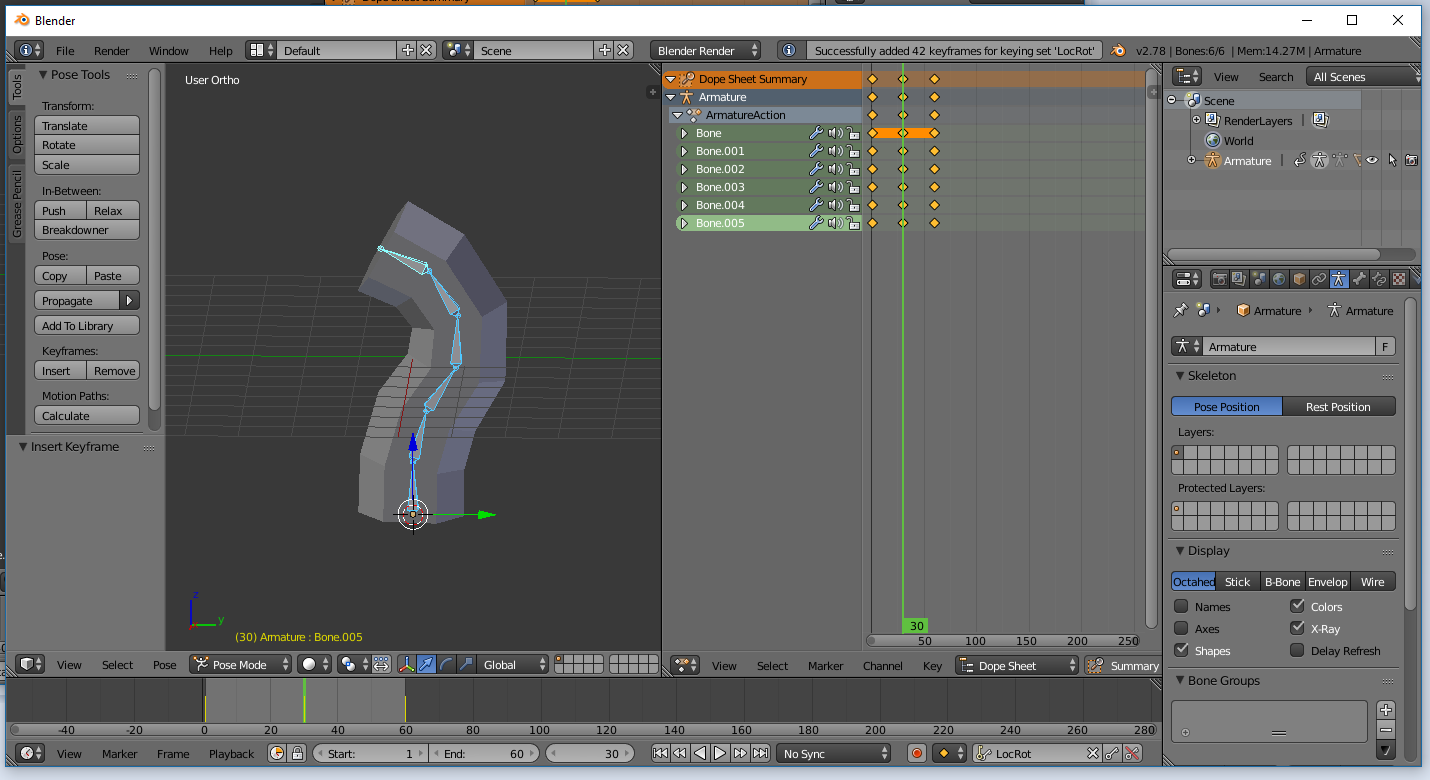 Dope Sheet Summary
Blender
File Render Window Help Default Scene Blender Render Successfully added 42 keyframes for keying set 'LocRot' v2.78 | Bones:6/6 | Mem:14.27M | Armature
Tools
Options
Grease Pencil
Pose Tools
Transform:
Translate
Rotate
Scale
In-Between:
Push Relax
Breakdowner
Pose:
Copy Paste
Propagate
Add To Library
Keyframes:
Insert Remove
Motion Paths:
Calculate
Insert Keyframe
User Ortho
z
y
(30) Armature : Bone.005
View Select Pose Pose Mode Global
Dope Sheet Summary
Armature
ArmatureAction
Bone
Bone.001
Bone.002
Bone.003
Bone.004
Bone.005
30
50 100 150 200 250
View Select Marker Channel Key Dope Sheet Summary
View Search All Scenes
Scene
RenderLayers |
World
Armature |
Armature Armature
Armature F
Skeleton
Pose Position Rest Position
Layers:
Protected Layers:
Display
Octahed Stick B-Bone Envelop Wire
Names Colors
Axes X-Ray
Shapes Delay Refresh
Bone Groups
-40 -20 0 20 40 60 80 100 120 140 160 180 200 220 240 260 280
View Marker Frame Playback Start: 1 End: 60 30 No Sync LocRot